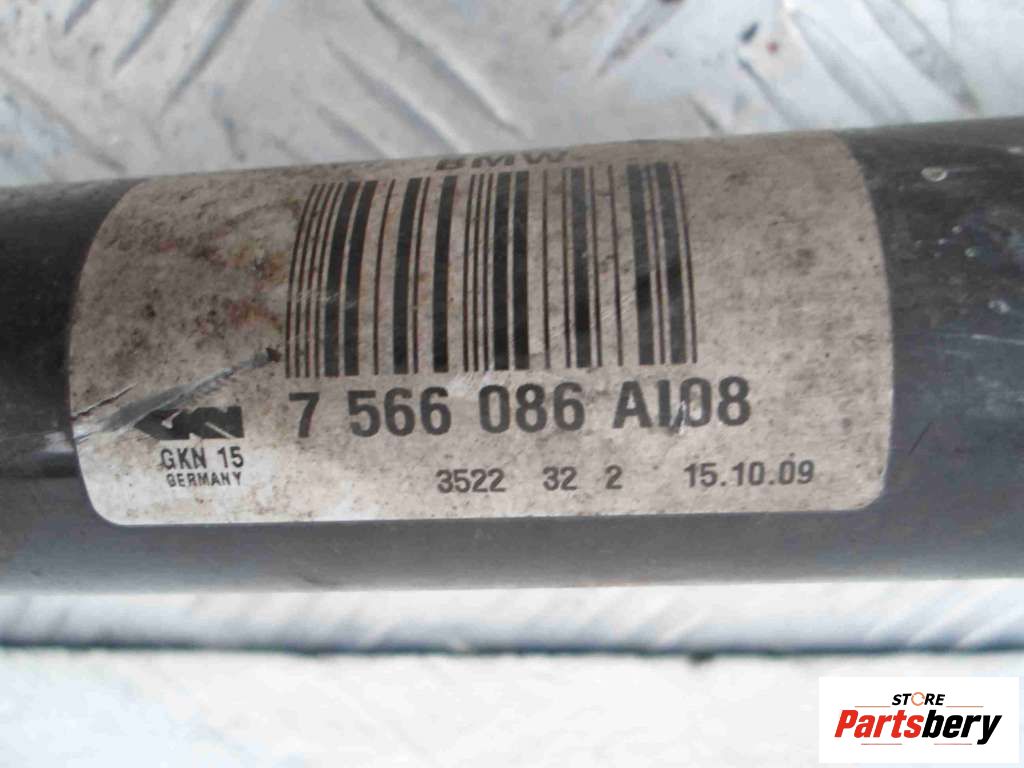 BMW
7 566 086 AI08
GKN
GKN 15
GERMANY
3522 32 2 15.10.09
STORE
Partsbery